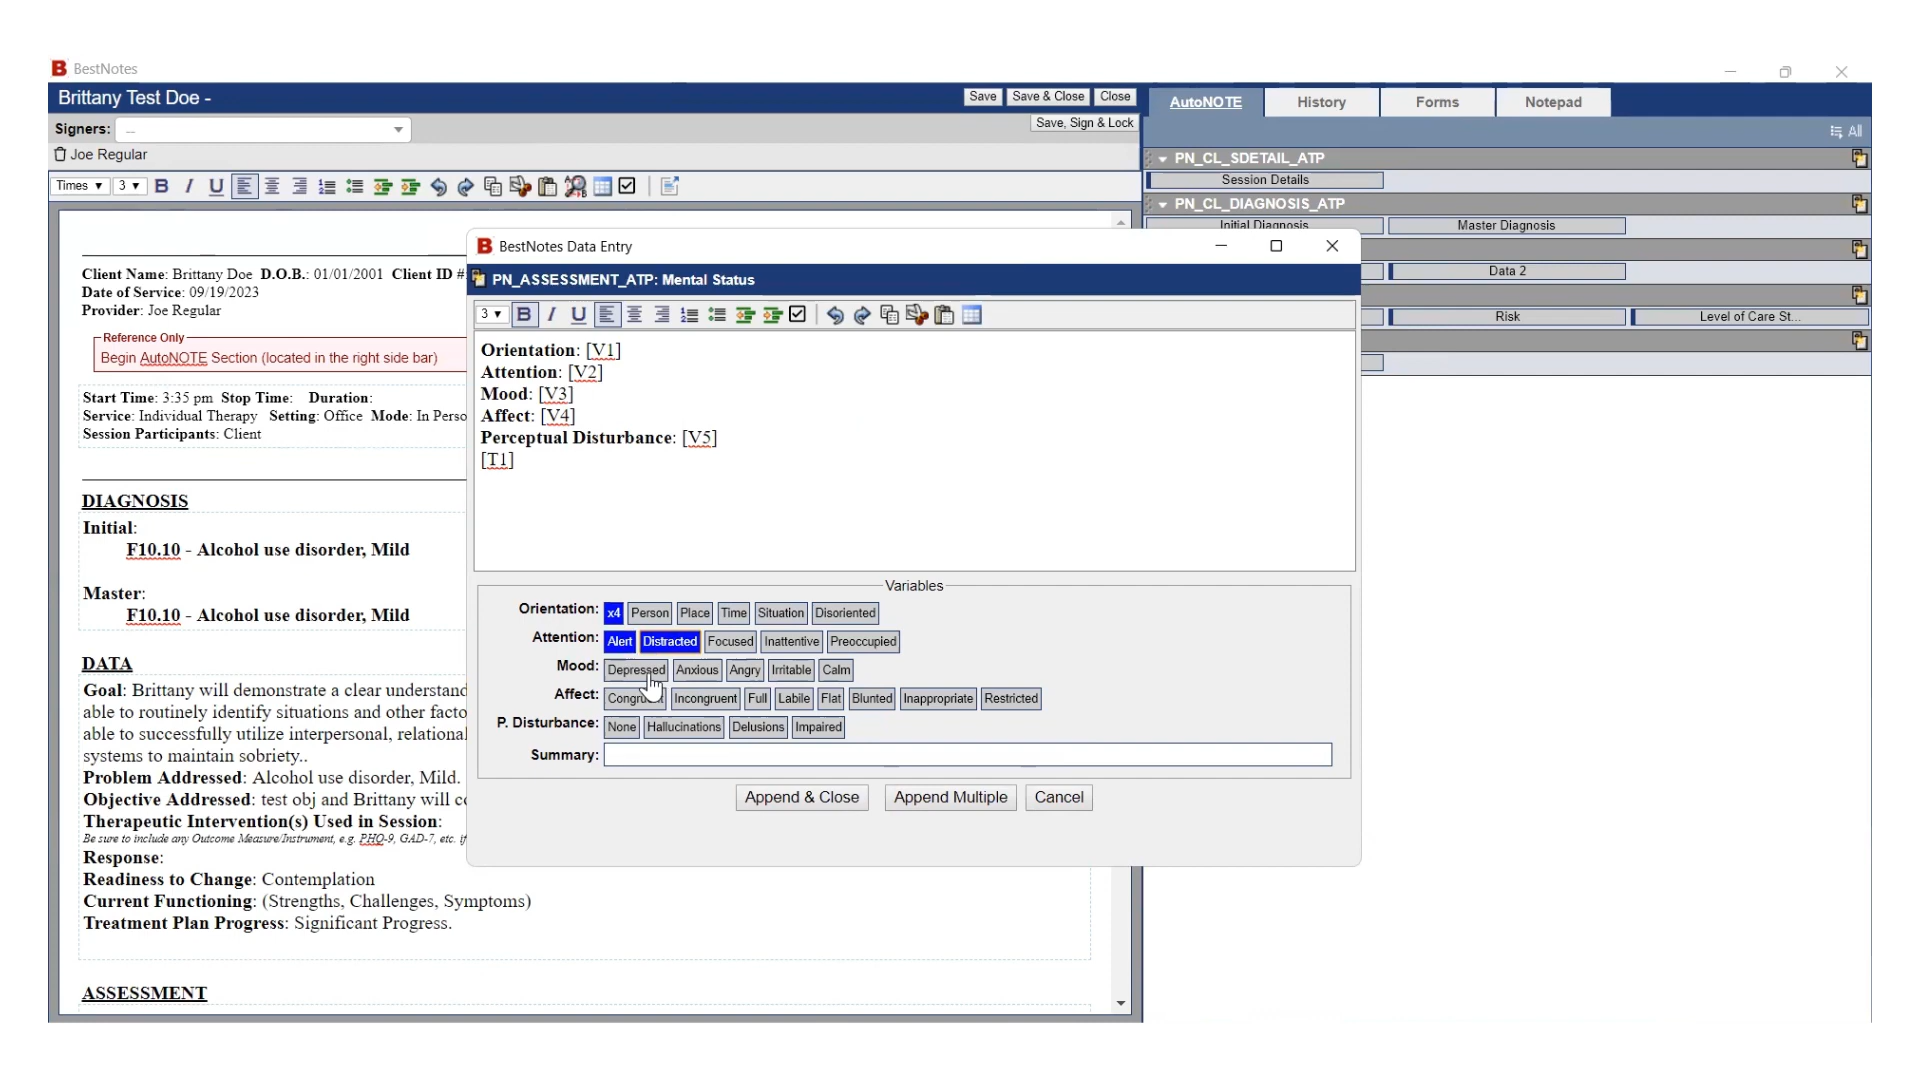 BestNotes
Brittany Test Doe -
Save
Save & Close
Close
AutoNOTE
History
Forms
Notepad
Signers:
...
Save, Sign & Lock
All
Joe Regular
PN_CL_SDETAIL_ATP
Session Details
Times
3
B
I
U
PN_CL_DIAGNOSIS_ATP
Initial Diagnosis
Master Diagnosis
Data 2
Risk
Level of Care St...
Client Name: Brittany Doe D.O.B.: 01/01/2001 Client ID #
Date of Service: 09/19/2023
Provider: Joe Regular
Reference Only
Begin AutoNOTE Section (located in the right side bar)
Start Time: 3:35 pm Stop Time: Duration:
Service: Individual Therapy Setting: Office Mode: In Perso
Session Participants: Client
DIAGNOSIS
Initial:
F10.10 - Alcohol use disorder, Mild
Master:
F10.10 - Alcohol use disorder, Mild
DATA
Goal: Brittany will demonstrate a clear understand
able to routinely identify situations and other facto
able to successfully utilize interpersonal, relational
systems to maintain sobriety..
Problem Addressed: Alcohol use disorder, Mild.
Objective Addressed: test obj and Brittany will co
Therapeutic Intervention(s) Used in Session:
Be sure to include any Outcome Measure/Instrument, e.g. PHQ-9, GAD-7, etc. if
Response:
Readiness to Change: Contemplation
Current Functioning: (Strengths, Challenges, Symptoms)
Treatment Plan Progress: Significant Progress.
ASSESSMENT
BestNotes Data Entry
PN_ASSESSMENT_ATP: Mental Status
3
B
I
U
Orientation: [V1]
Attention: [V2]
Mood: [V3]
Affect: [V4]
Perceptual Disturbance: [V5]
[T1]
Variables
Orientation: x4 Person Place Time Situation Disoriented
Attention: Alert Distracted Focused Inattentive Preoccupied
Mood: Depressed Anxious Angry Irritable Calm
Affect: Congruent Incongruent Full Labile Flat Blunted Inappropriate Restricted
P. Disturbance: None Hallucinations Delusions Impaired
Summary:
Append & Close
Append Multiple
Cancel